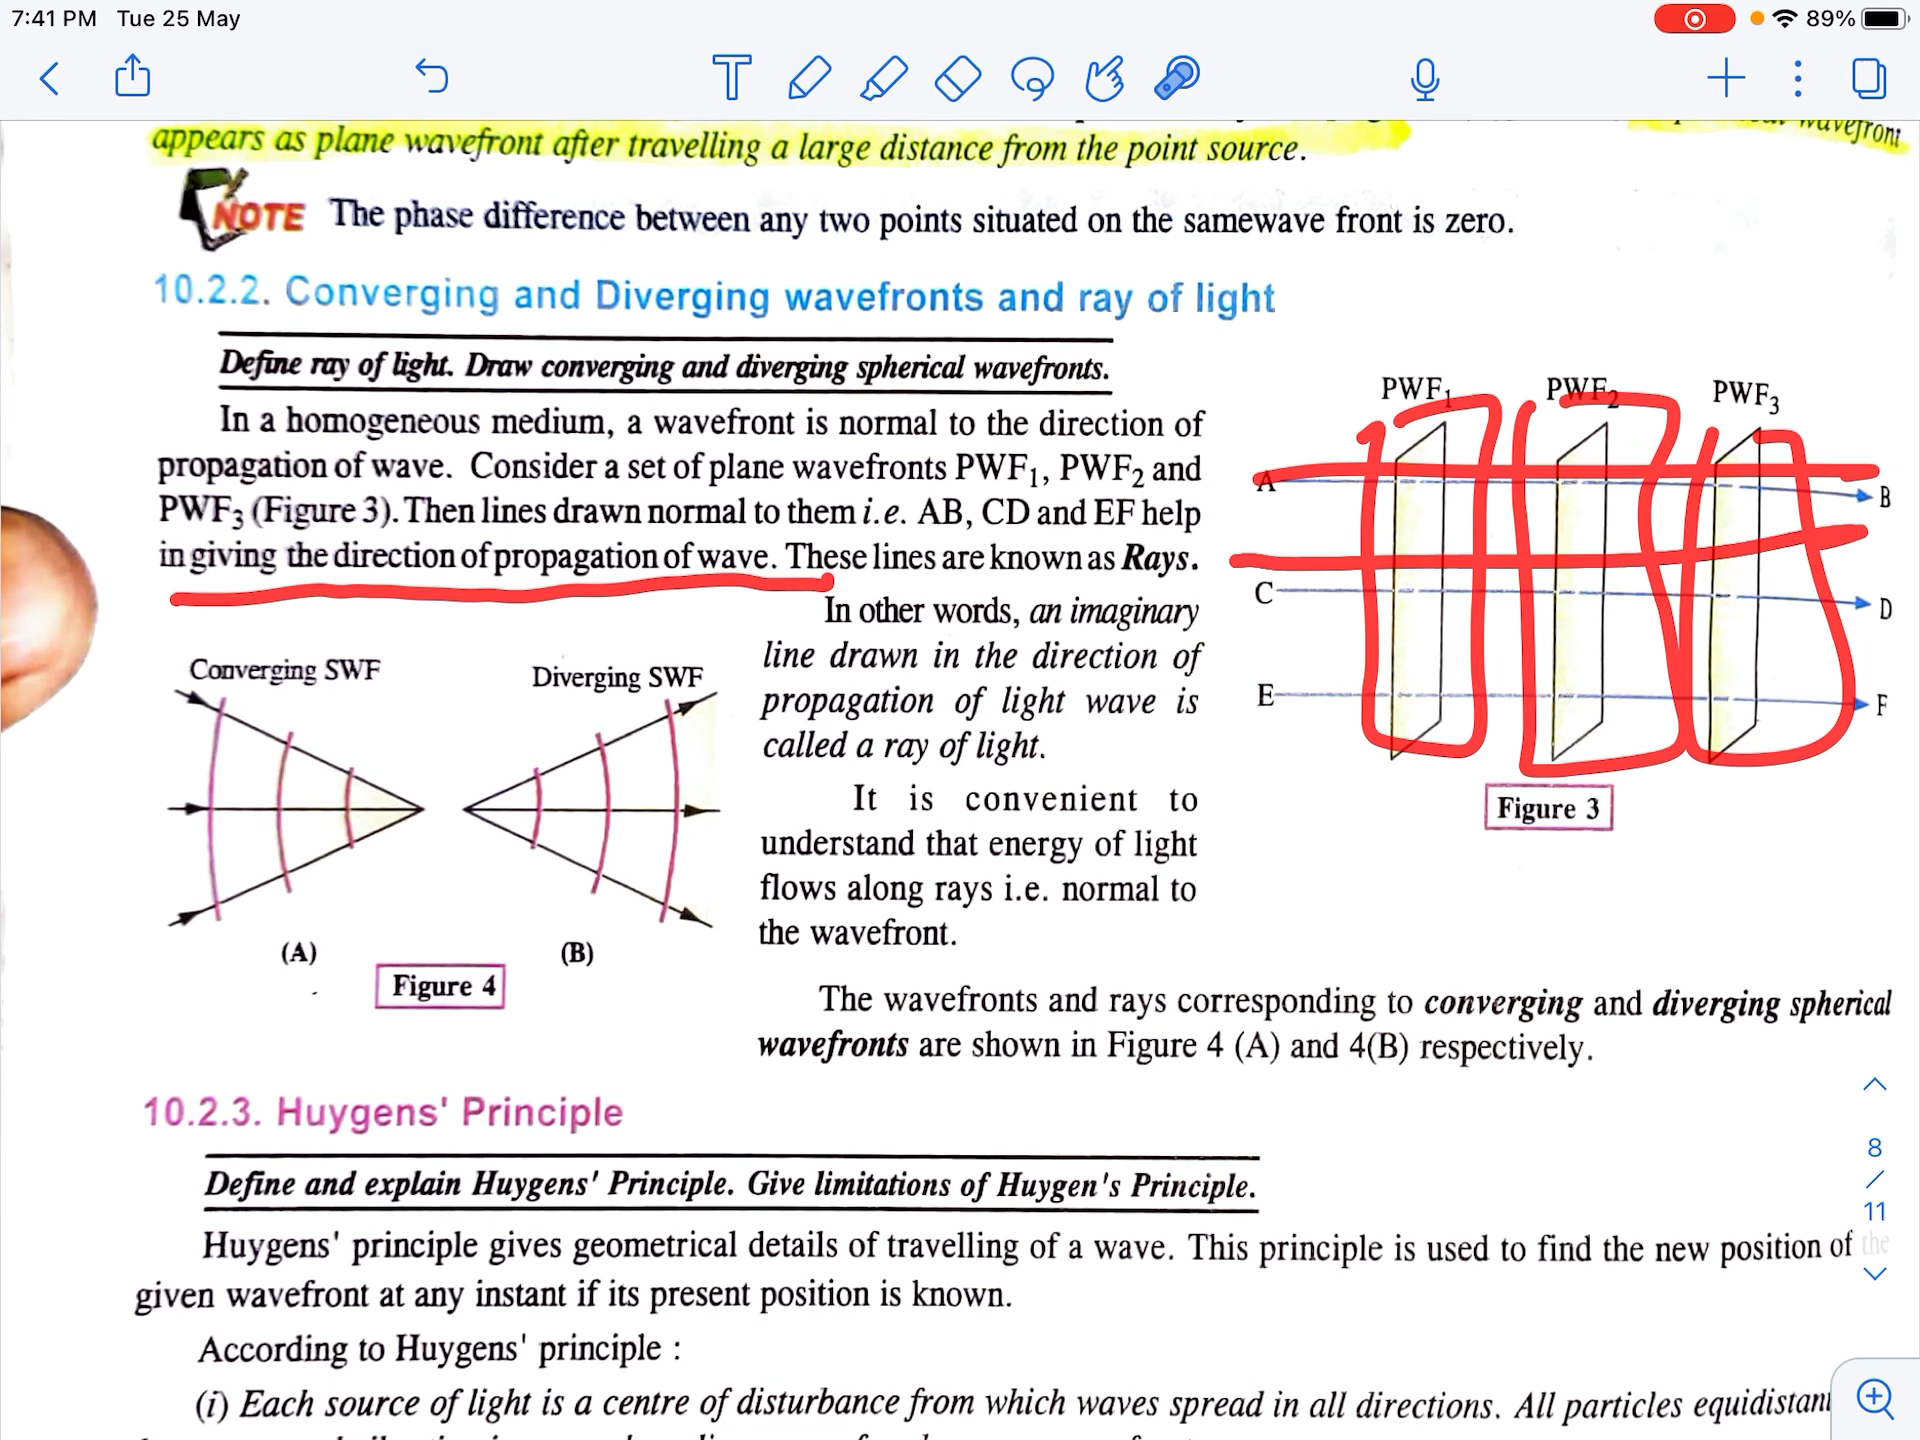 7:41 PM Tue 25 May
89%
wavefront
appears as plane wavefront after travelling a large distance from the point source.
NOTE The phase difference between any two points situated on the samewave front is zero.
10.2.2. Converging and Diverging wavefronts and ray of light
Define ray of light. Draw converging and diverging spherical wavefronts.
In a homogeneous medium, a wavefront is normal to the direction of
propagation of wave. Consider a set of plane wavefronts PWF₁, PWF₂ and
PWF₃ (Figure 3). Then lines drawn normal to them i.e. AB, CD and EF help
in giving the direction of propagation of wave. These lines are known as Rays.
PWF₁ PWF₂ PWF₃
A B
C D
E F
Figure 3
In other words, an imaginary
line drawn in the direction of
propagation of light wave is
called a ray of light.
It is convenient to
understand that energy of light
flows along rays i.e. normal to
the wavefront.
Converging SWF Diverging SWF
(A) (B)
Figure 4
The wavefronts and rays corresponding to converging and diverging spherical
wavefronts are shown in Figure 4 (A) and 4(B) respectively.
10.2.3. Huygens' Principle
Define and explain Huygens' Principle. Give limitations of Huygen's Principle.
Huygens' principle gives geometrical details of travelling of a wave. This principle is used to find the new position of the
given wavefront at any instant if its present position is known.
According to Huygens' principle :
(i) Each source of light is a centre of disturbance from which waves spread in all directions. All particles equidistant
8
/
11